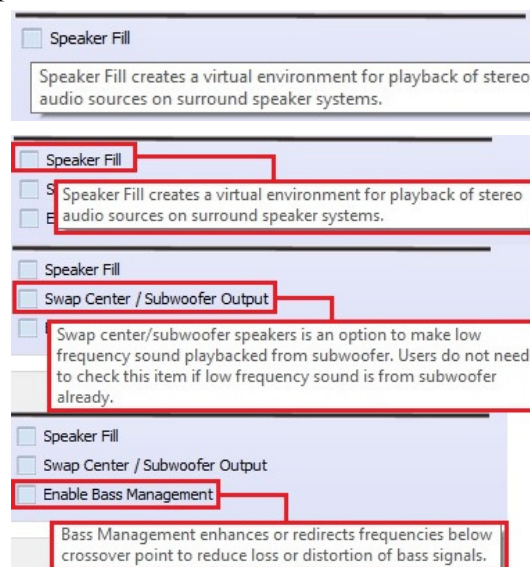 Speaker Fill
Speaker Fill creates a virtual environment for playback of stereo
audio sources on surround speaker systems.
Speaker Fill
S
Speaker Fill creates a virtual environment for playback of stereo
E
audio sources on surround speaker systems.
Speaker Fill
Swap Center / Subwoofer Output
Swap center/subwoofer speakers is an option to make low
frequency sound playbacked from subwoofer. Users do not need
to check this item if low frequency sound is from subwoofer
already.
Speaker Fill
Swap Center / Subwoofer Output
Enable Bass Management
Bass Management enhances or redirects frequencies below
crossover point to reduce loss or distortion of bass signals.